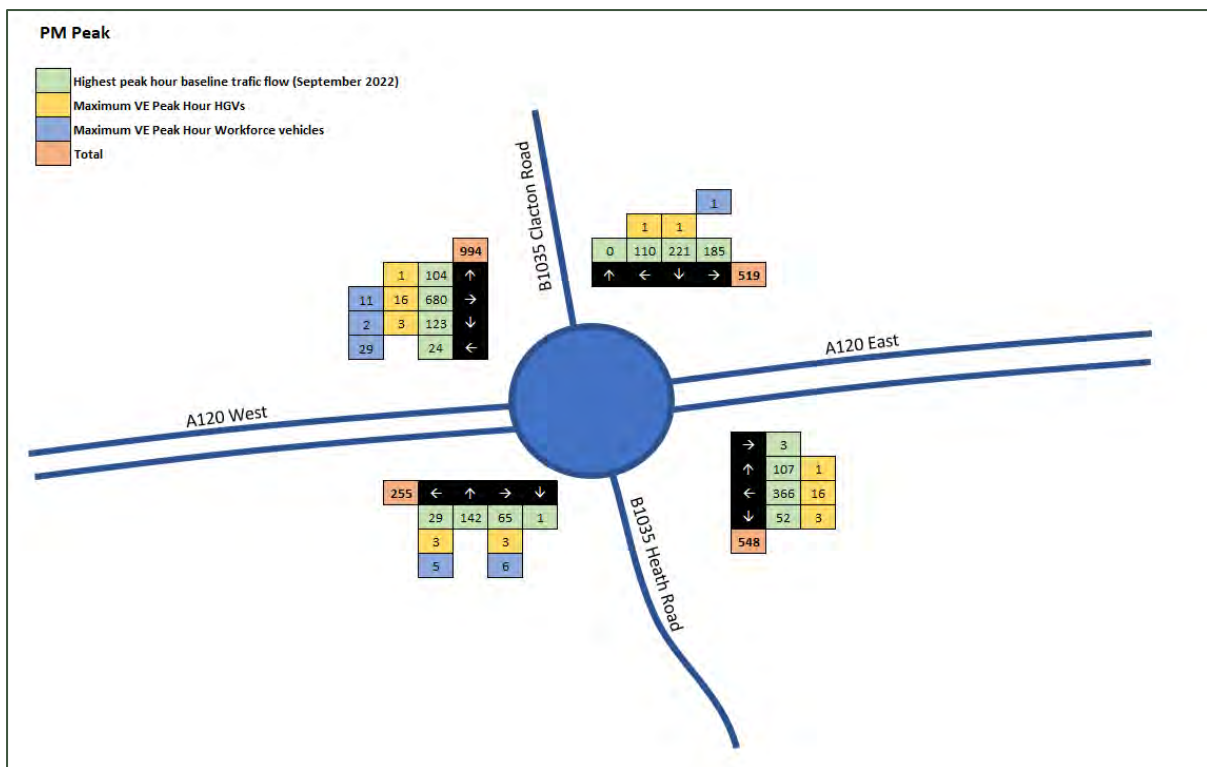 PM Peak
Highest peak hour baseline trafic flow (September 2022)
Maximum VE Peak Hour HGVs
Maximum VE Peak Hour Workforce vehicles
Total
B1035 Clacton Road
1
1 1
0 110 221 185
↑ ← ↓ → 519
994
1 104 ↑
11 16 680 →
2 3 123 ↓
29 24 ←
A120 East
A120 West
→ 3
↑ 107 1
← 366 16
↓ 52 3
548
255 ← ↑ → ↓
29 142 65 1
3 3
5 6
B1035 Heath Road